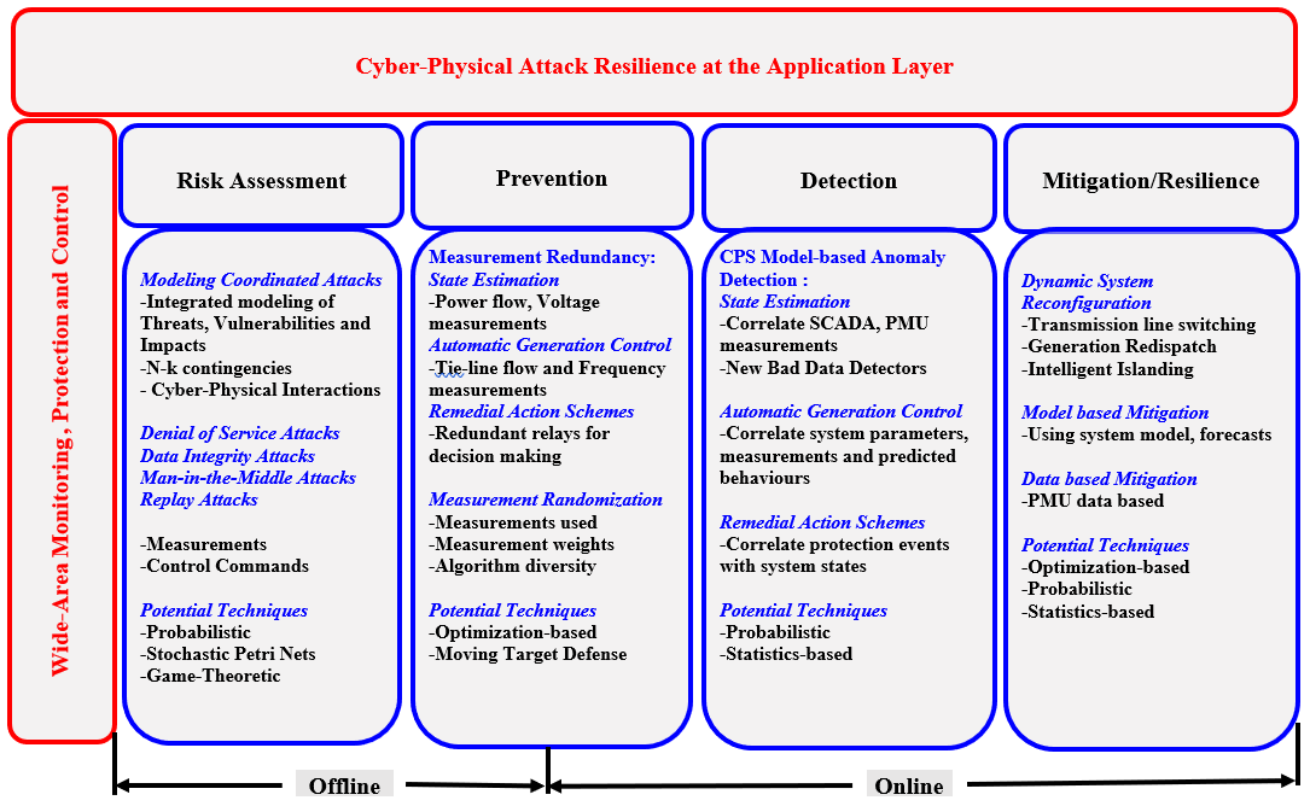 Cyber-Physical Attack Resilience at the Application Layer
Wide-Area Monitoring, Protection and Control
Risk Assessment
Modeling Coordinated Attacks
-Integrated modeling of
Threats, Vulnerabilities and
Impacts
-N-k contingencies
- Cyber-Physical Interactions
Denial of Service Attacks
Data Integrity Attacks
Man-in-the-Middle Attacks
Replay Attacks
-Measurements
-Control Commands
Potential Techniques
-Probabilistic
-Stochastic Petri Nets
-Game-Theoretic
Prevention
Measurement Redundancy:
State Estimation
-Power flow, Voltage
measurements
Automatic Generation Control
-Tie-line flow and Frequency
measurements
Remedial Action Schemes
-Redundant relays for
decision making
Measurement Randomization
-Measurements used
-Measurement weights
-Algorithm diversity
Potential Techniques
-Optimization-based
-Moving Target Defense
Detection
CPS Model-based Anomaly
Detection :
State Estimation
-Correlate SCADA, PMU
measurements
-New Bad Data Detectors
Automatic Generation Control
-Correlate system parameters,
measurements and predicted
behaviours
Remedial Action Schemes
-Correlate protection events
with system states
Potential Techniques
-Probabilistic
-Statistics-based
Mitigation/Resilience
Dynamic System
Reconfiguration
-Transmission line switching
-Generation Redispatch
-Intelligent Islanding
Model based Mitigation
-Using system model, forecasts
Data based Mitigation
-PMU data based
Potential Techniques
-Optimization-based
-Probabilistic
-Statistics-based
Offline
Online